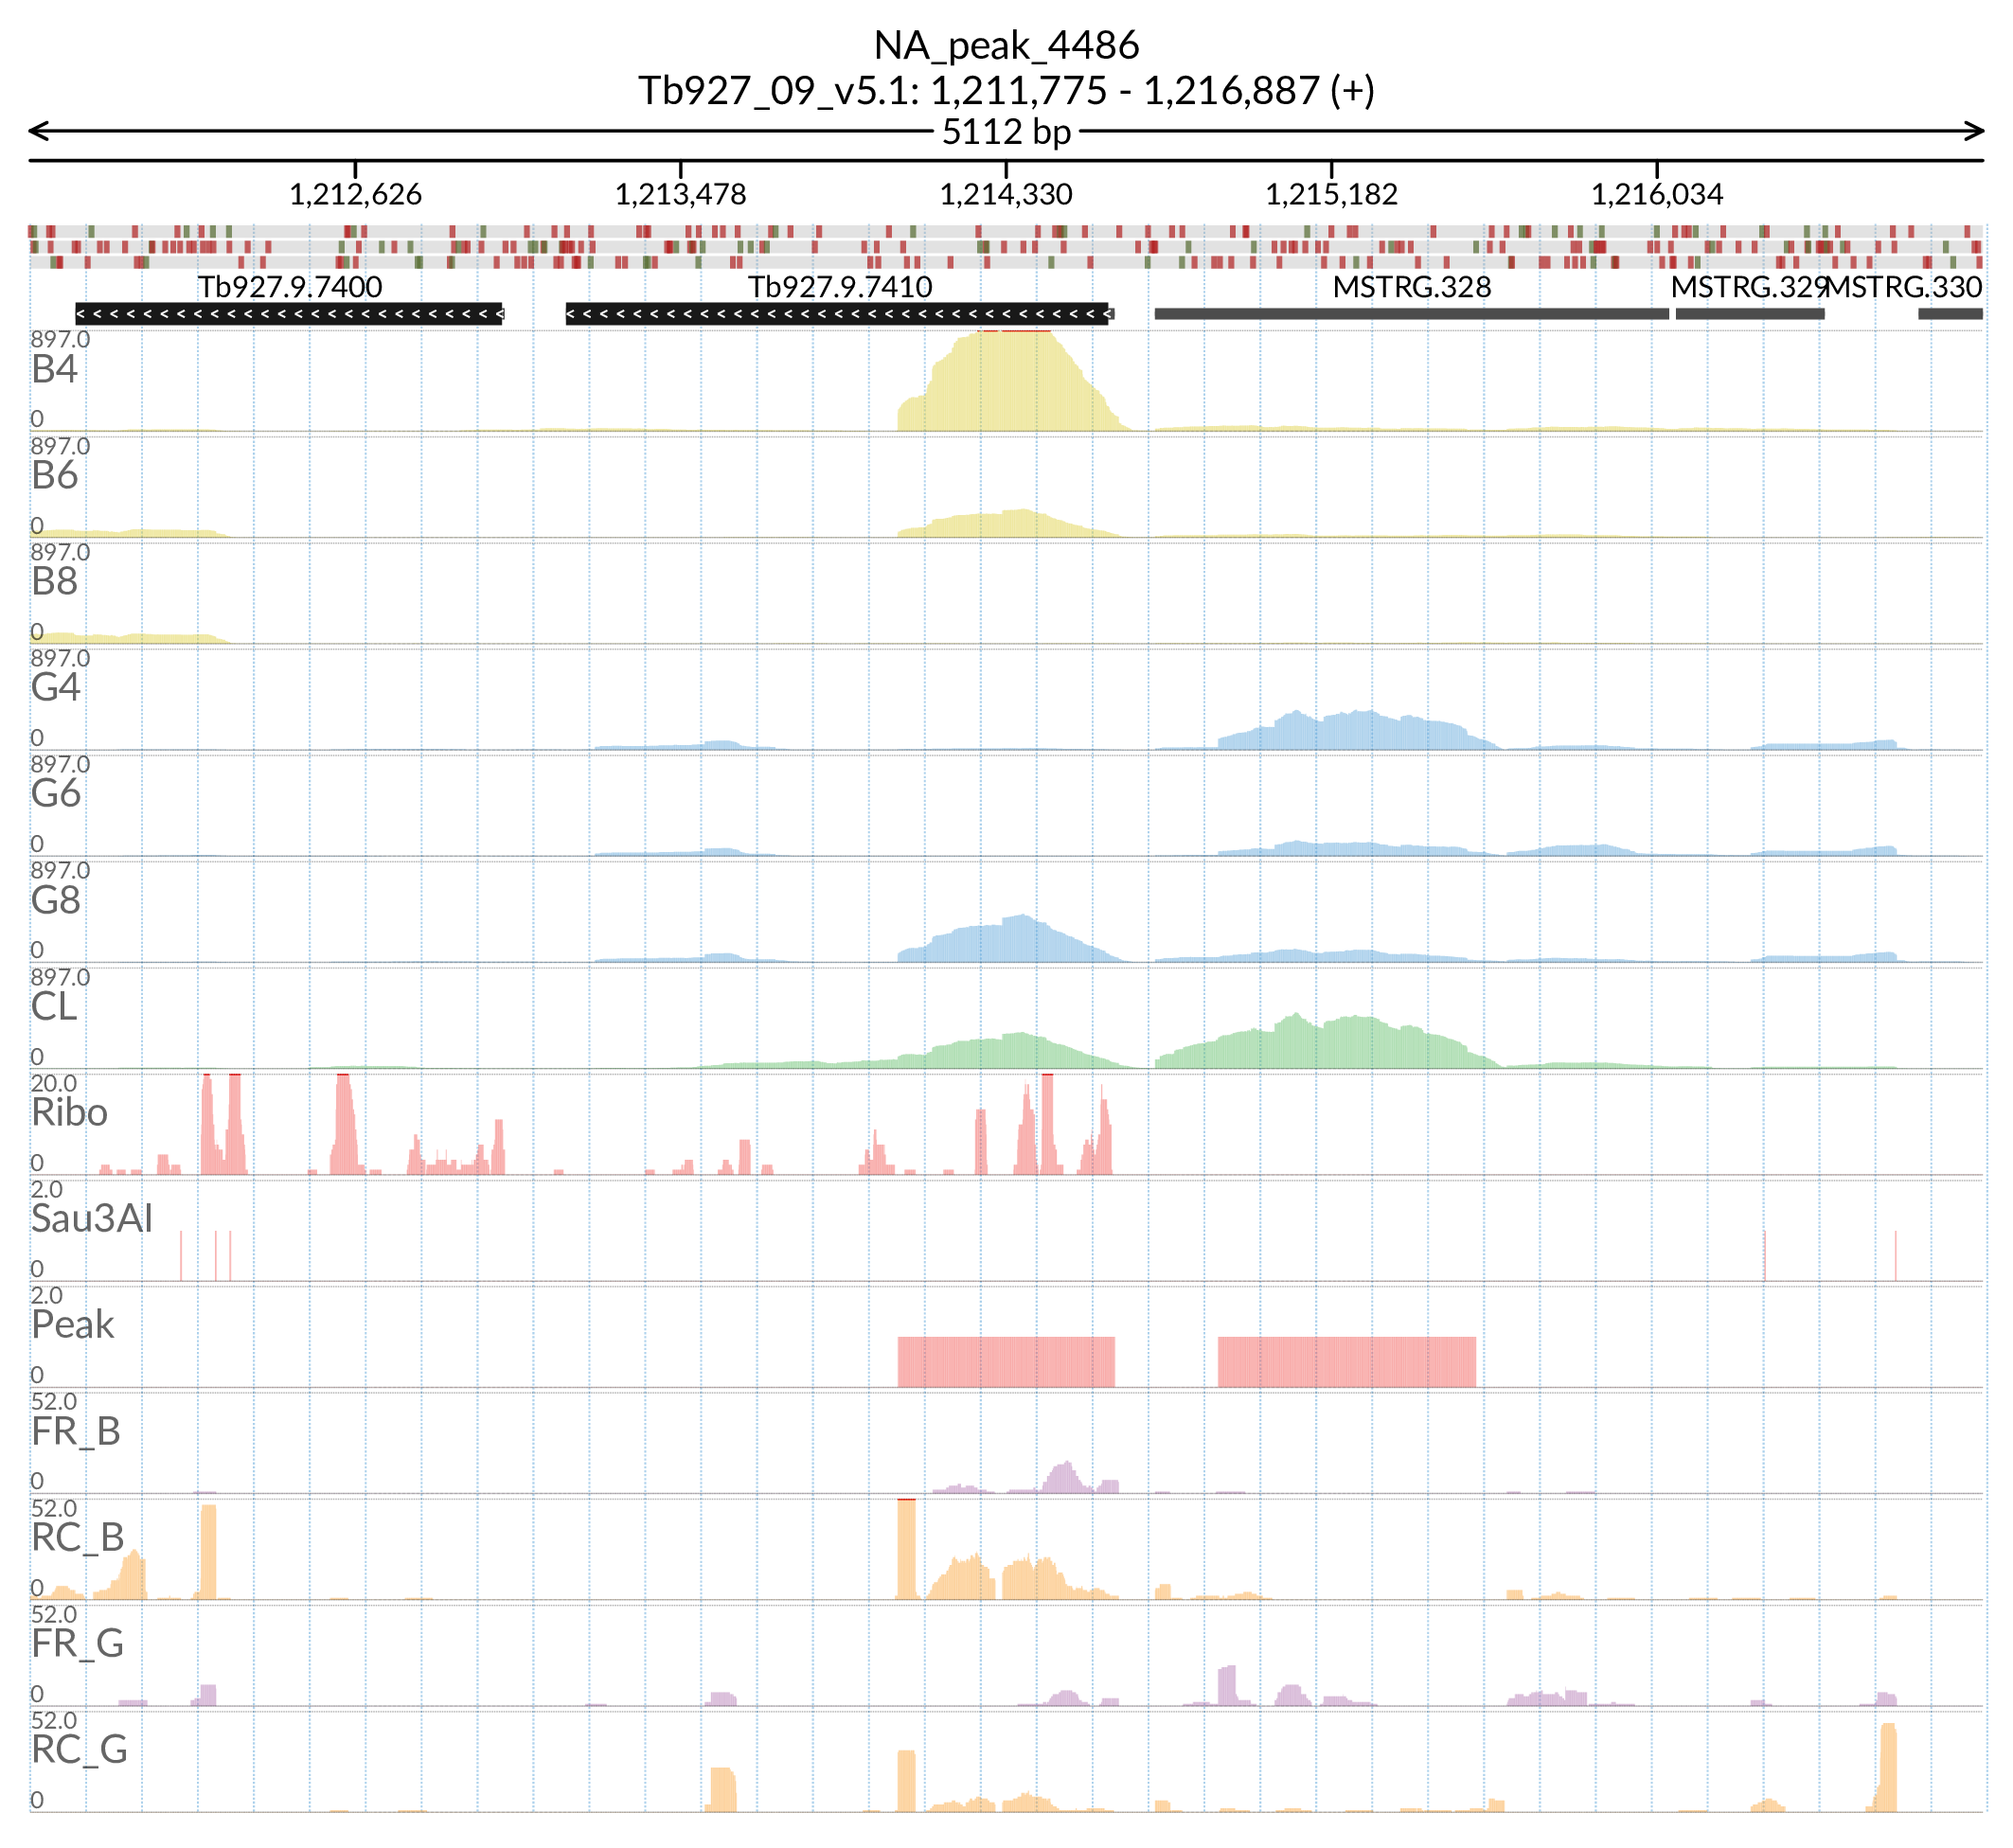 NA_peak_4486
Tb927_09_v5.1: 1,211,775 - 1,216,887 (+)
5112 bp
1,212,626 1,213,478 1,214,330 1,215,182 1,216,034
Tb927.9.7400 Tb927.9.7410 MSTRG.328 MSTRG.329 MSTRG.330
897.0
B4
0
897.0
B6
0
897.0
B8
0
897.0
G4
0
897.0
G6
0
897.0
G8
0
897.0
CL
0
20.0
Ribo
0
2.0
Sau3AI
0
2.0
Peak
0
52.0
FR_B
0
52.0
RC_B
0
52.0
FR_G
0
52.0
RC_G
0